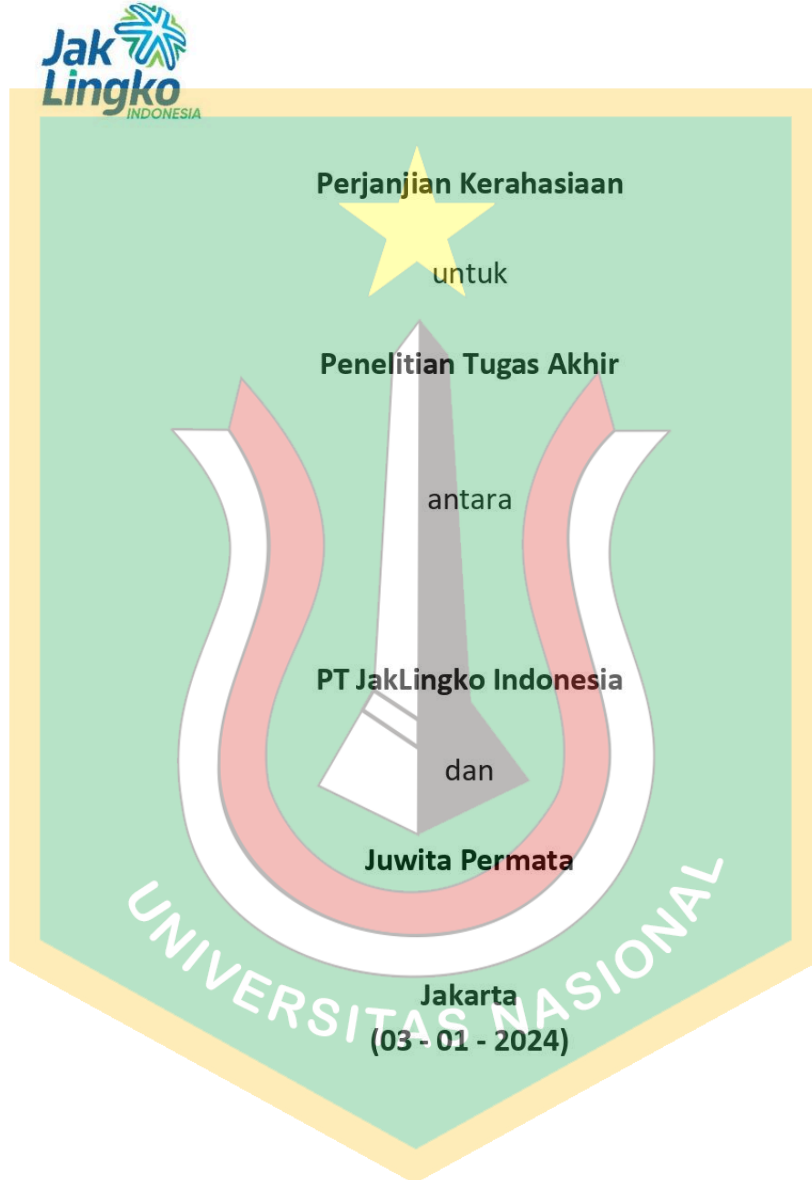 Jak
Lingko
INDONESIA
Perjanjian Kerahasiaan
untuk
Penelitian Tugas Akhir
antara
PT JakLingko Indonesia
dan
Juwita Permata
UNIVERSITAS NASIONAL
Jakarta
(03 - 01 - 2024)